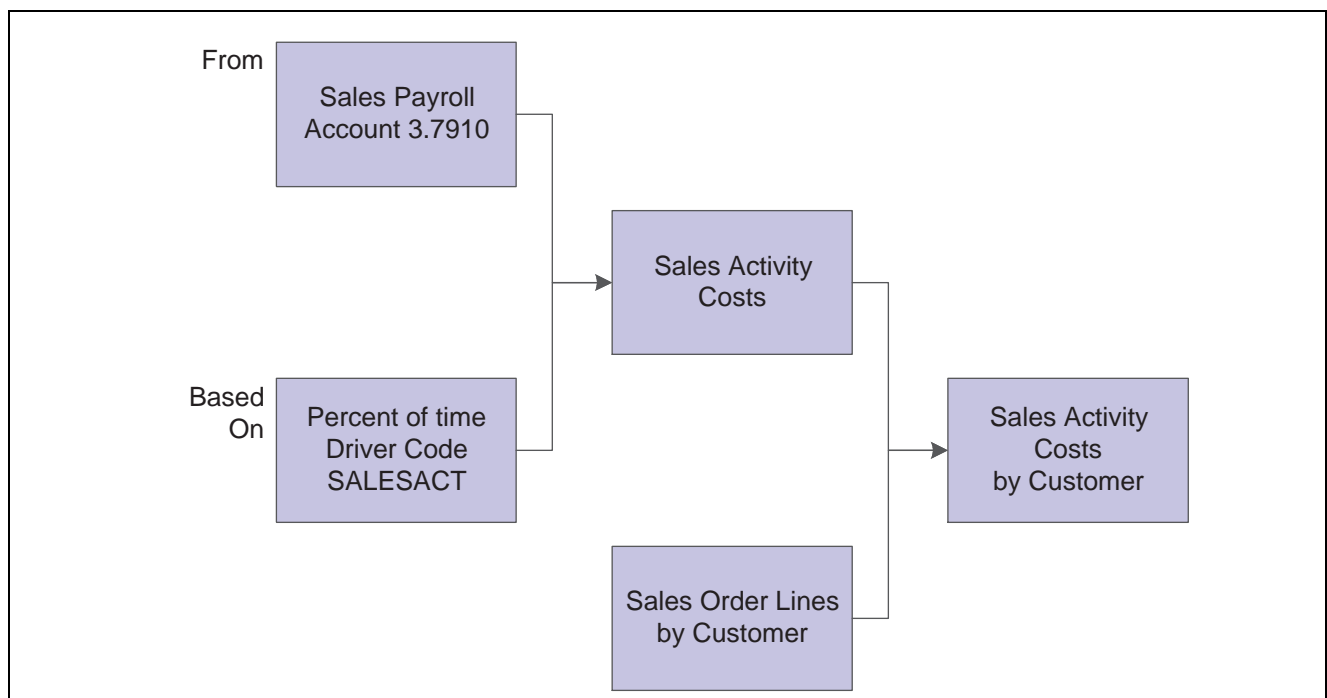 From
Sales Payroll
Account 3.7910
Sales Activity
Costs
Based
On
Percent of time
Driver Code
SALESACT
Sales Activity
Costs
by Customer
Sales Order Lines
by Customer